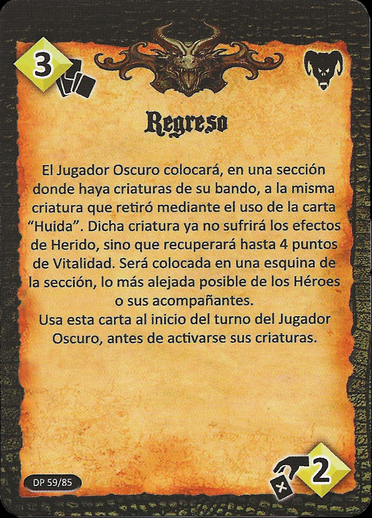 3
Regreso
El Jugador Oscuro colocará, en una sección
donde haya criaturas de su bando, a la misma
criatura que retiró mediante el uso de la carta
“Huida”. Dicha criatura ya no sufrirá los efectos
de Herido, sino que recuperará hasta 4 puntos
de Vitalidad. Será colocada en una esquina de
la sección, lo más alejada posible de los Héroes
o sus acompañantes.
Usa esta carta al inicio del turno del Jugador
Oscuro, antes de activarse sus criaturas.
DP 59/85
2